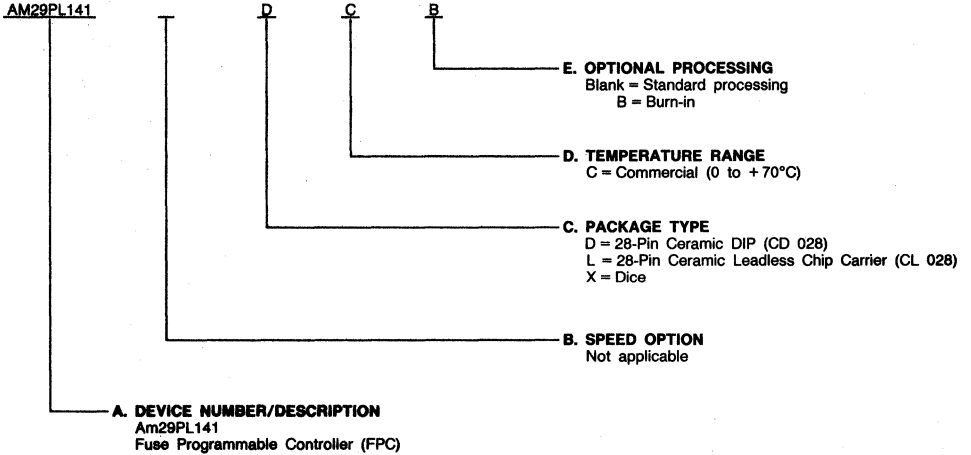 AM29PL141 D C B
E. OPTIONAL PROCESSING
Blank = Standard processing
B = Burn-in
D. TEMPERATURE RANGE
C = Commercial (0 to +70°C)
C. PACKAGE TYPE
D = 28-Pin Ceramic DIP (CD 028)
L = 28-Pin Ceramic Leadless Chip Carrier (CL 028)
X = Dice
B. SPEED OPTION
Not applicable
A. DEVICE NUMBER/DESCRIPTION
Am29PL141
Fuse Programmable Controller (FPC)